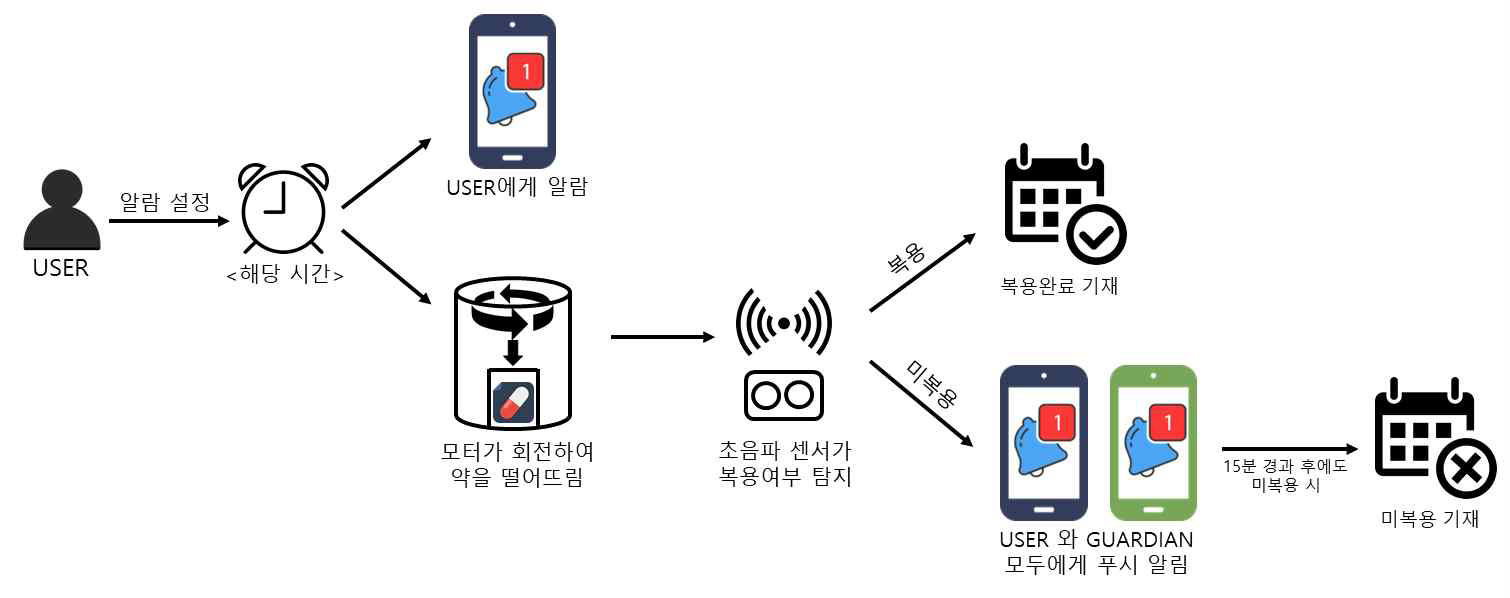 1
USER에게 알람
알람 설정
USER
<해당 시간>
모터가 회전하여
약을 떨어뜨림
초음파 센서가
복용여부 탐지
복용
복용완료 기재
미복용
1
1
USER 와 GUARDIAN
모두에게 푸시 알림
15분 경과 후에도
미복용 시
미복용 기재